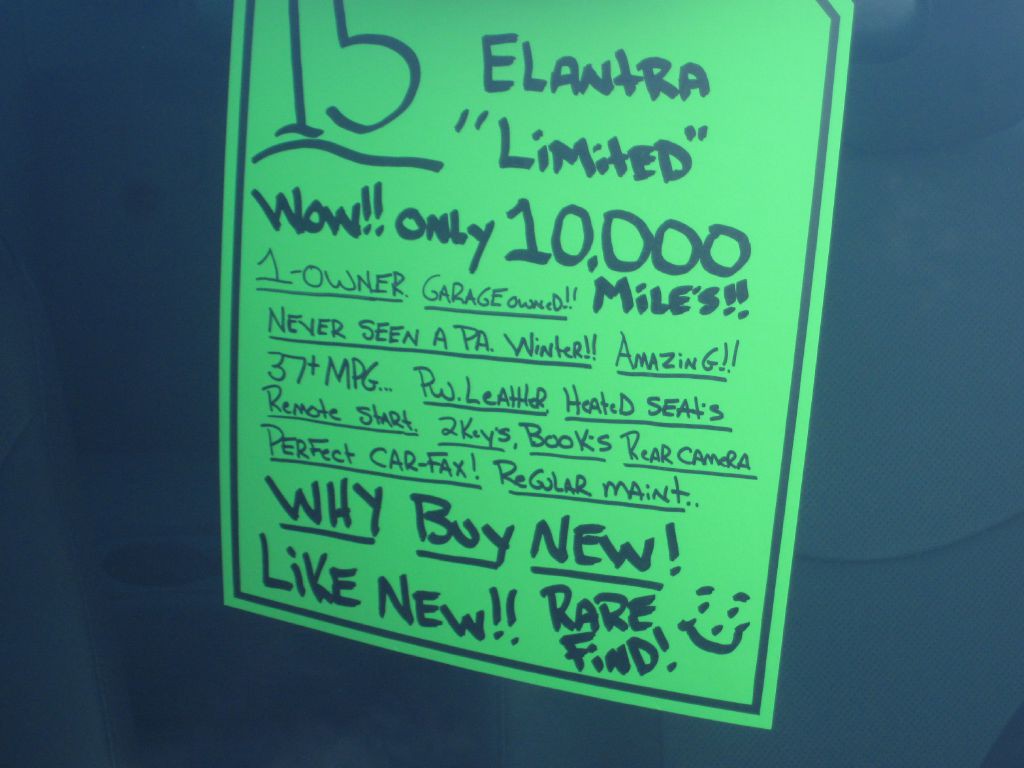 15 ELANtRA
"LimitED"
Wow!! only 10,000
MiLE's!!
1-OWNER. GARAGE owneD!!
NEVER SEEN A PA. Winter!! AMAZiNG!!
37+ MPG... PW. LeAtHer, HeAteD SEAt's
Remote StARt. 2 Key's, Book's ReAR CAMeRA
PeRFect CAR-FAX! ReGULAR MAiNt..
WHY Buy NEW!
LiKE NEW!! RARE
FiND!